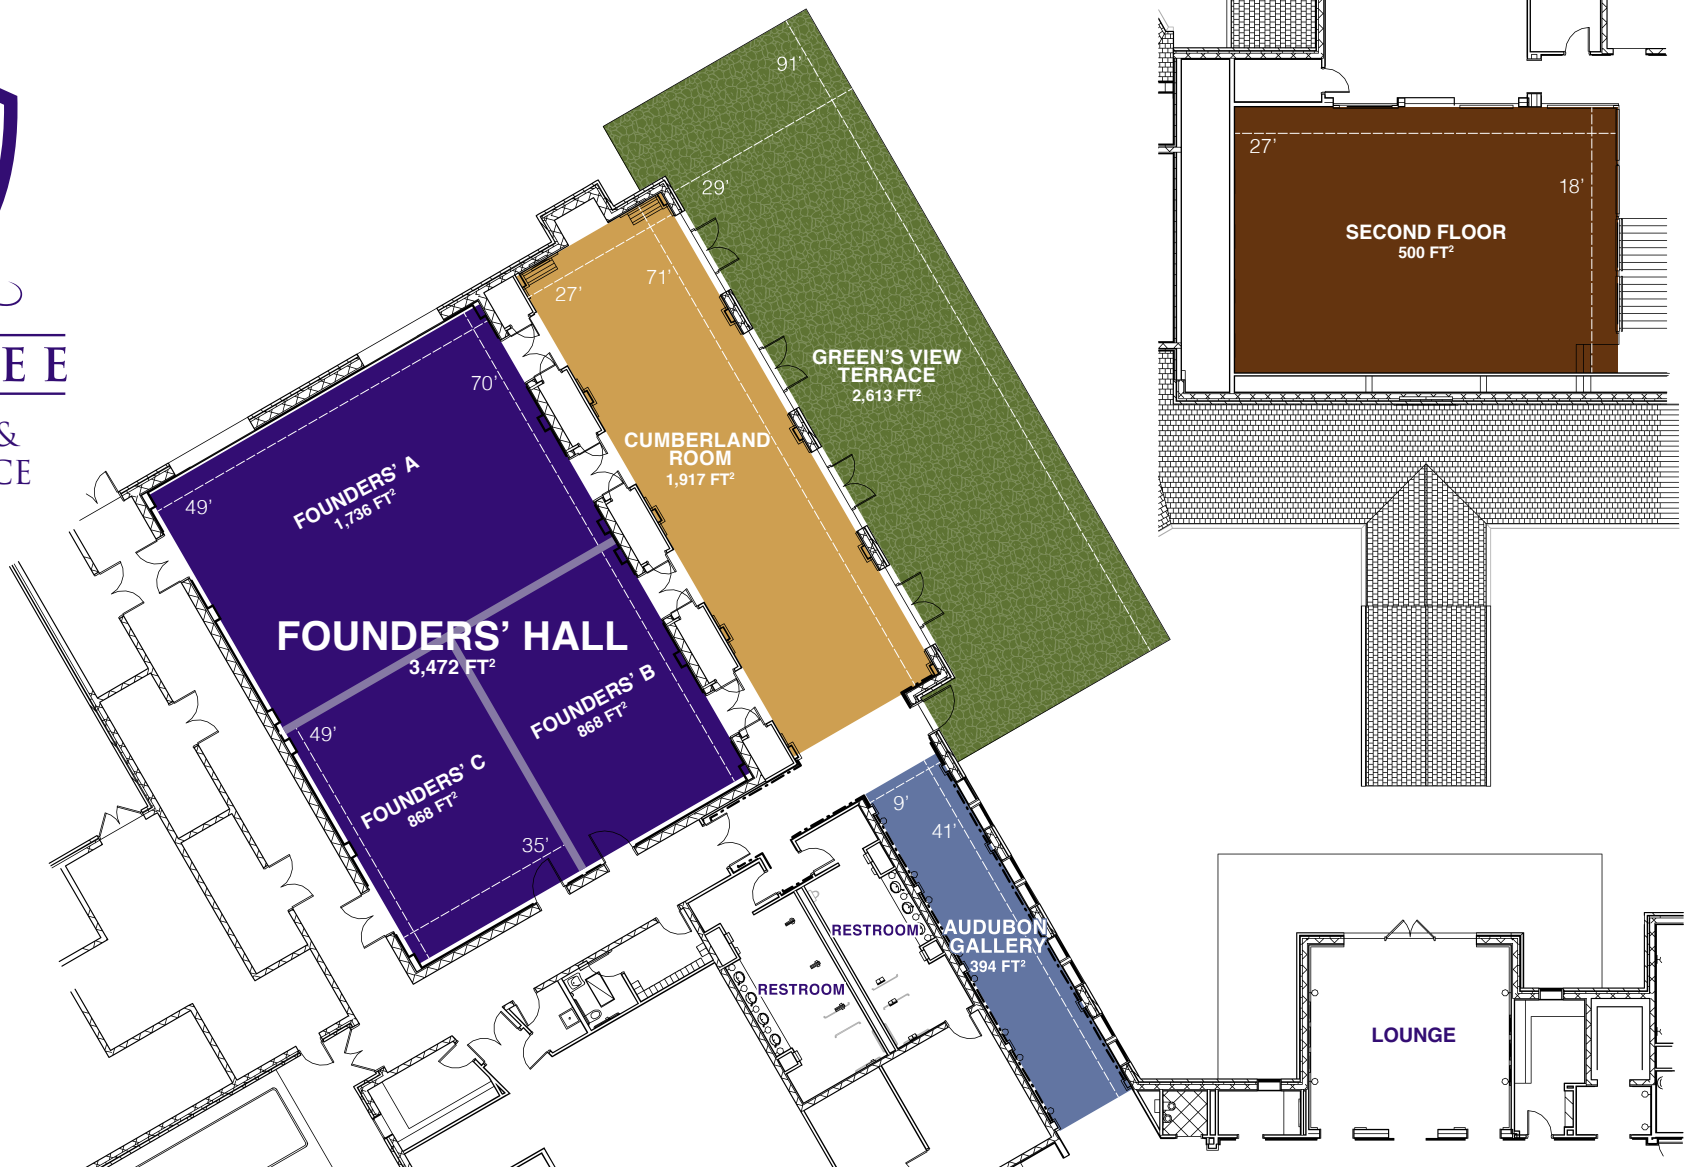 EE
&
CE
91'
29'
71'
27'
GREEN'S VIEW
TERRACE
2,613 FT²
CUMBERLAND
ROOM
1,917 FT²
70'
49'
FOUNDERS' A
1,736 FT²
FOUNDERS' HALL
3,472 FT²
FOUNDERS' B
868 FT²
49'
FOUNDERS' C
868 FT²
35'
9'
41'
AUDUBON
GALLERY
394 FT²
RESTROOM
RESTROOM
27'
18'
SECOND FLOOR
500 FT²
LOUNGE